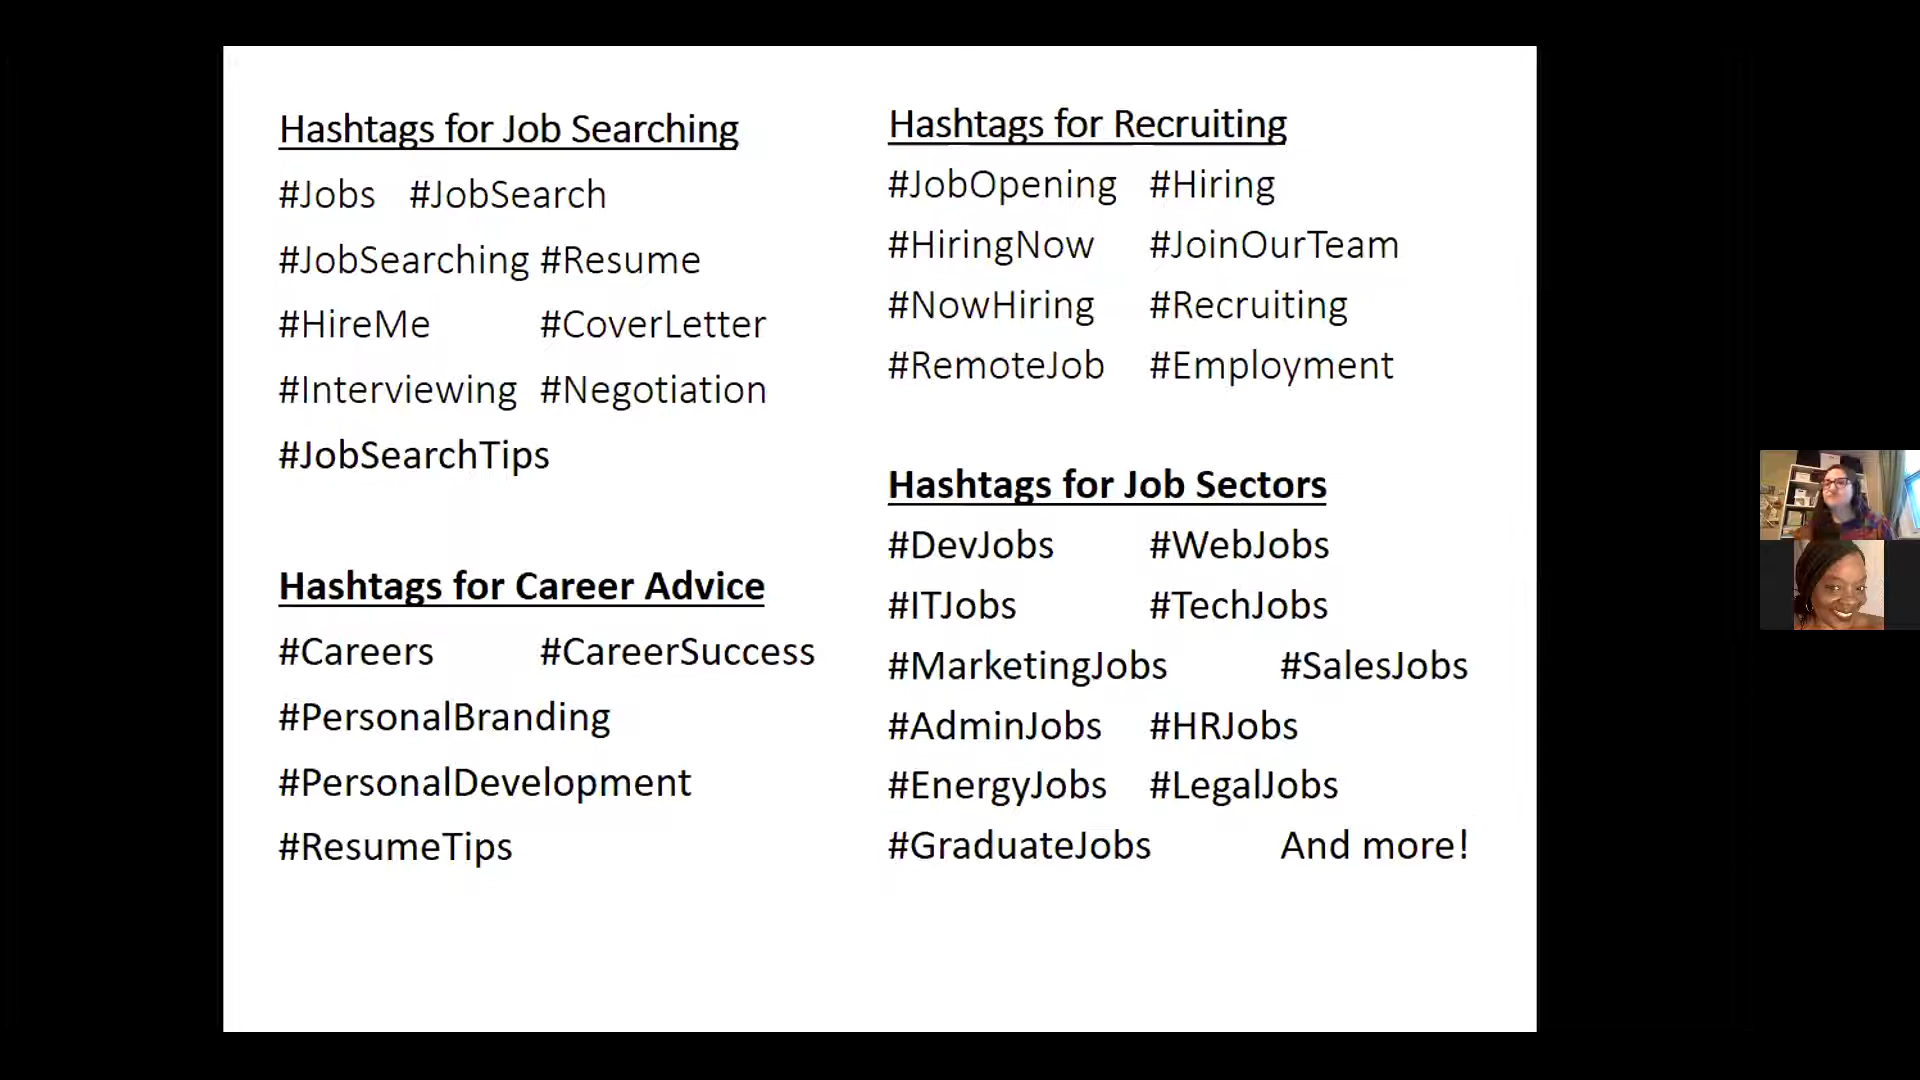 Hashtags for Job Searching
#Jobs #JobSearch
#JobSearching #Resume
#HireMe #CoverLetter
#Interviewing #Negotiation
#JobSearchTips
Hashtags for Career Advice
#Careers #CareerSuccess
#PersonalBranding
#PersonalDevelopment
#ResumeTips
Hashtags for Recruiting
#JobOpening #Hiring
#HiringNow #JoinOurTeam
#NowHiring #Recruiting
#RemoteJob #Employment
Hashtags for Job Sectors
#DevJobs #WebJobs
#ITJobs #TechJobs
#MarketingJobs #SalesJobs
#AdminJobs #HRJobs
#EnergyJobs #LegalJobs
#GraduateJobs And more!